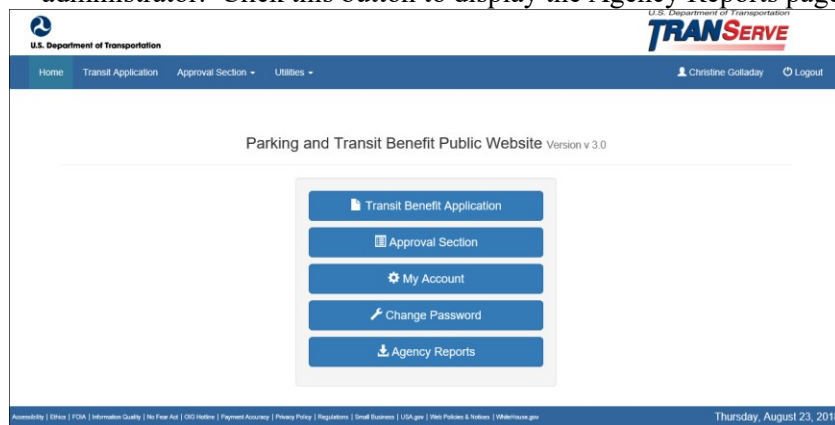 administrator. Click this button to display the Agency Reports page
U.S. Department of Transportation
U.S. Department of Transportation
TRANSERVE
Home Transit Application Approval Section Utilities Christine Golladay Logout
Parking and Transit Benefit Public Website Version v 3.0
Transit Benefit Application
Approval Section
My Account
Change Password
Agency Reports
Accessibility | Ethics | FOIA | Information Quality | No Fear Act | OIG Hotline | Payment Accuracy | Privacy Policy | Regulations | Small Business | USA.gov | Web Policies & Notices | WhiteHouse.gov Thursday, August 23, 201